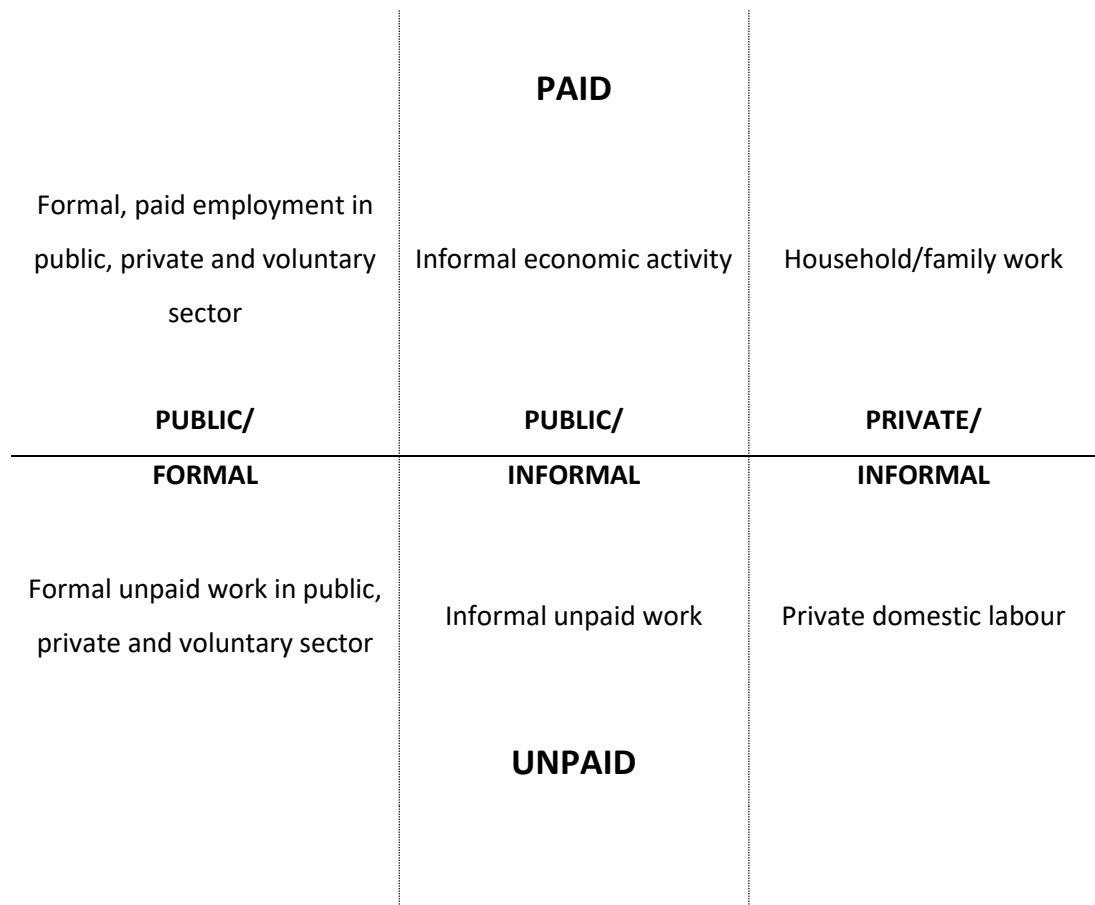 PAID
Formal, paid employment in
public, private and voluntary
sector
Informal economic activity
Household/family work
PUBLIC/
FORMAL
PUBLIC/
INFORMAL
PRIVATE/
INFORMAL
Formal unpaid work in public,
private and voluntary sector
Informal unpaid work
Private domestic labour
UNPAID